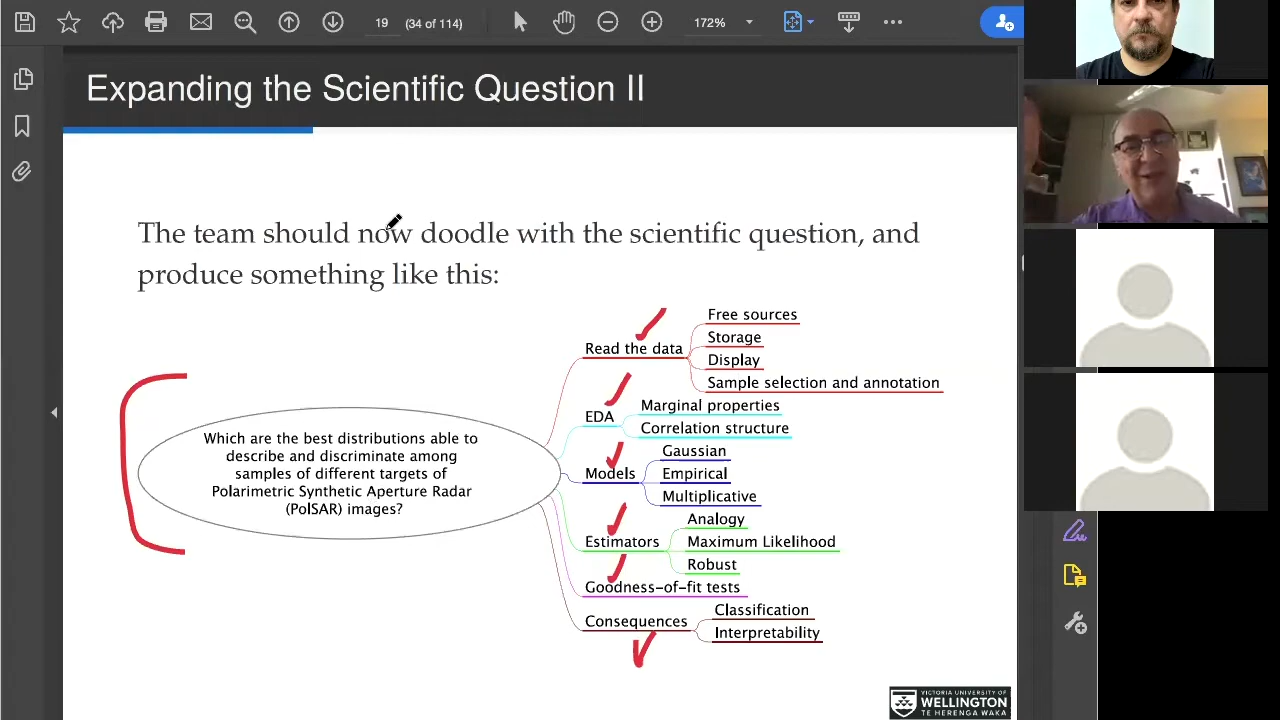 19 (34 of 114) 172%
Expanding the Scientific Question II
The team should now doodle with the scientific question, and
produce something like this:
Which are the best distributions able to
describe and discriminate among
samples of different targets of
Polarimetric Synthetic Aperture Radar
(PolSAR) images?
Read the data
Free sources
Storage
Display
Sample selection and annotation
EDA
Marginal properties
Correlation structure
Models
Gaussian
Empirical
Multiplicative
Estimators
Analogy
Maximum Likelihood
Robust
Goodness-of-fit tests
Consequences
Classification
Interpretability
VICTORIA UNIVERSITY OF
WELLINGTON
TE HERENGA WAKA